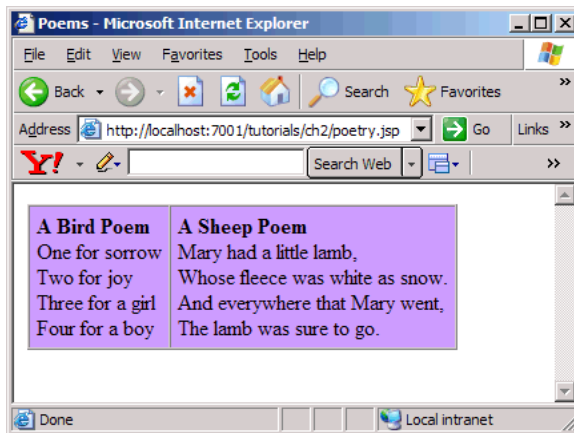 Poems - Microsoft Internet Explorer
File Edit View Favorites Tools Help
Back Search Favorites »
Address http://localhost:7001/tutorials/ch2/poetry.jsp Go Links »
Y! Search Web »
A Bird Poem
One for sorrow
Two for joy
Three for a girl
Four for a boy
A Sheep Poem
Mary had a little lamb,
Whose fleece was white as snow.
And everywhere that Mary went,
The lamb was sure to go.
Done Local intranet